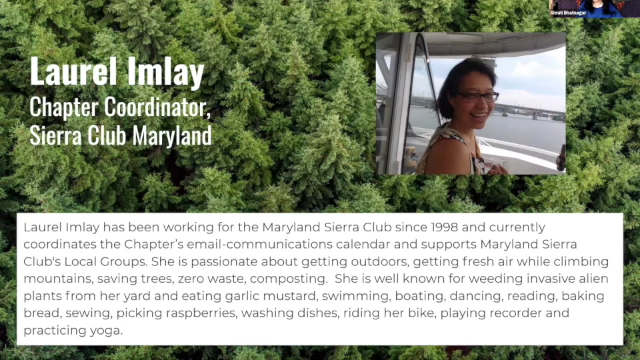 Shruti Bhatnagar
Laurel Imlay
Chapter Coordinator,
Sierra Club Maryland
Laurel Imlay has been working for the Maryland Sierra Club since 1998 and currently
coordinates the Chapter’s email-communications calendar and supports Maryland Sierra
Club's Local Groups. She is passionate about getting outdoors, getting fresh air while climbing
mountains, saving trees, zero waste, composting.  She is well known for weeding invasive alien
plants from her yard and eating garlic mustard, swimming, boating, dancing, reading, baking
bread, sewing, picking raspberries, washing dishes, riding her bike, playing recorder and
practicing yoga.